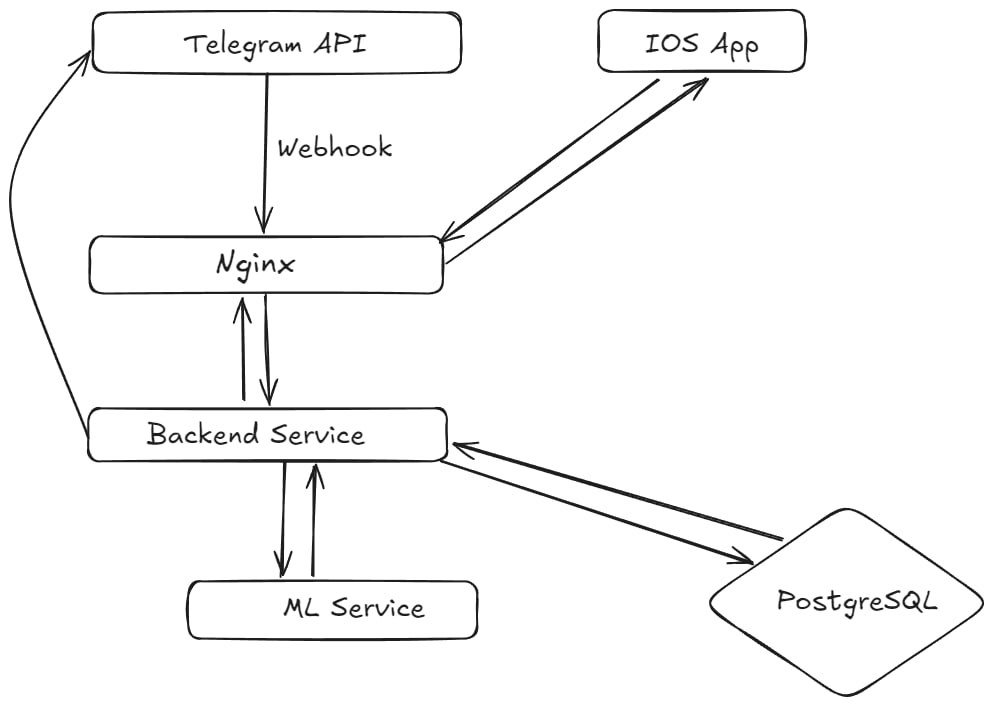 Telegram API
IOS App
Webhook
Nginx
Backend Service
ML Service
PostgreSQL